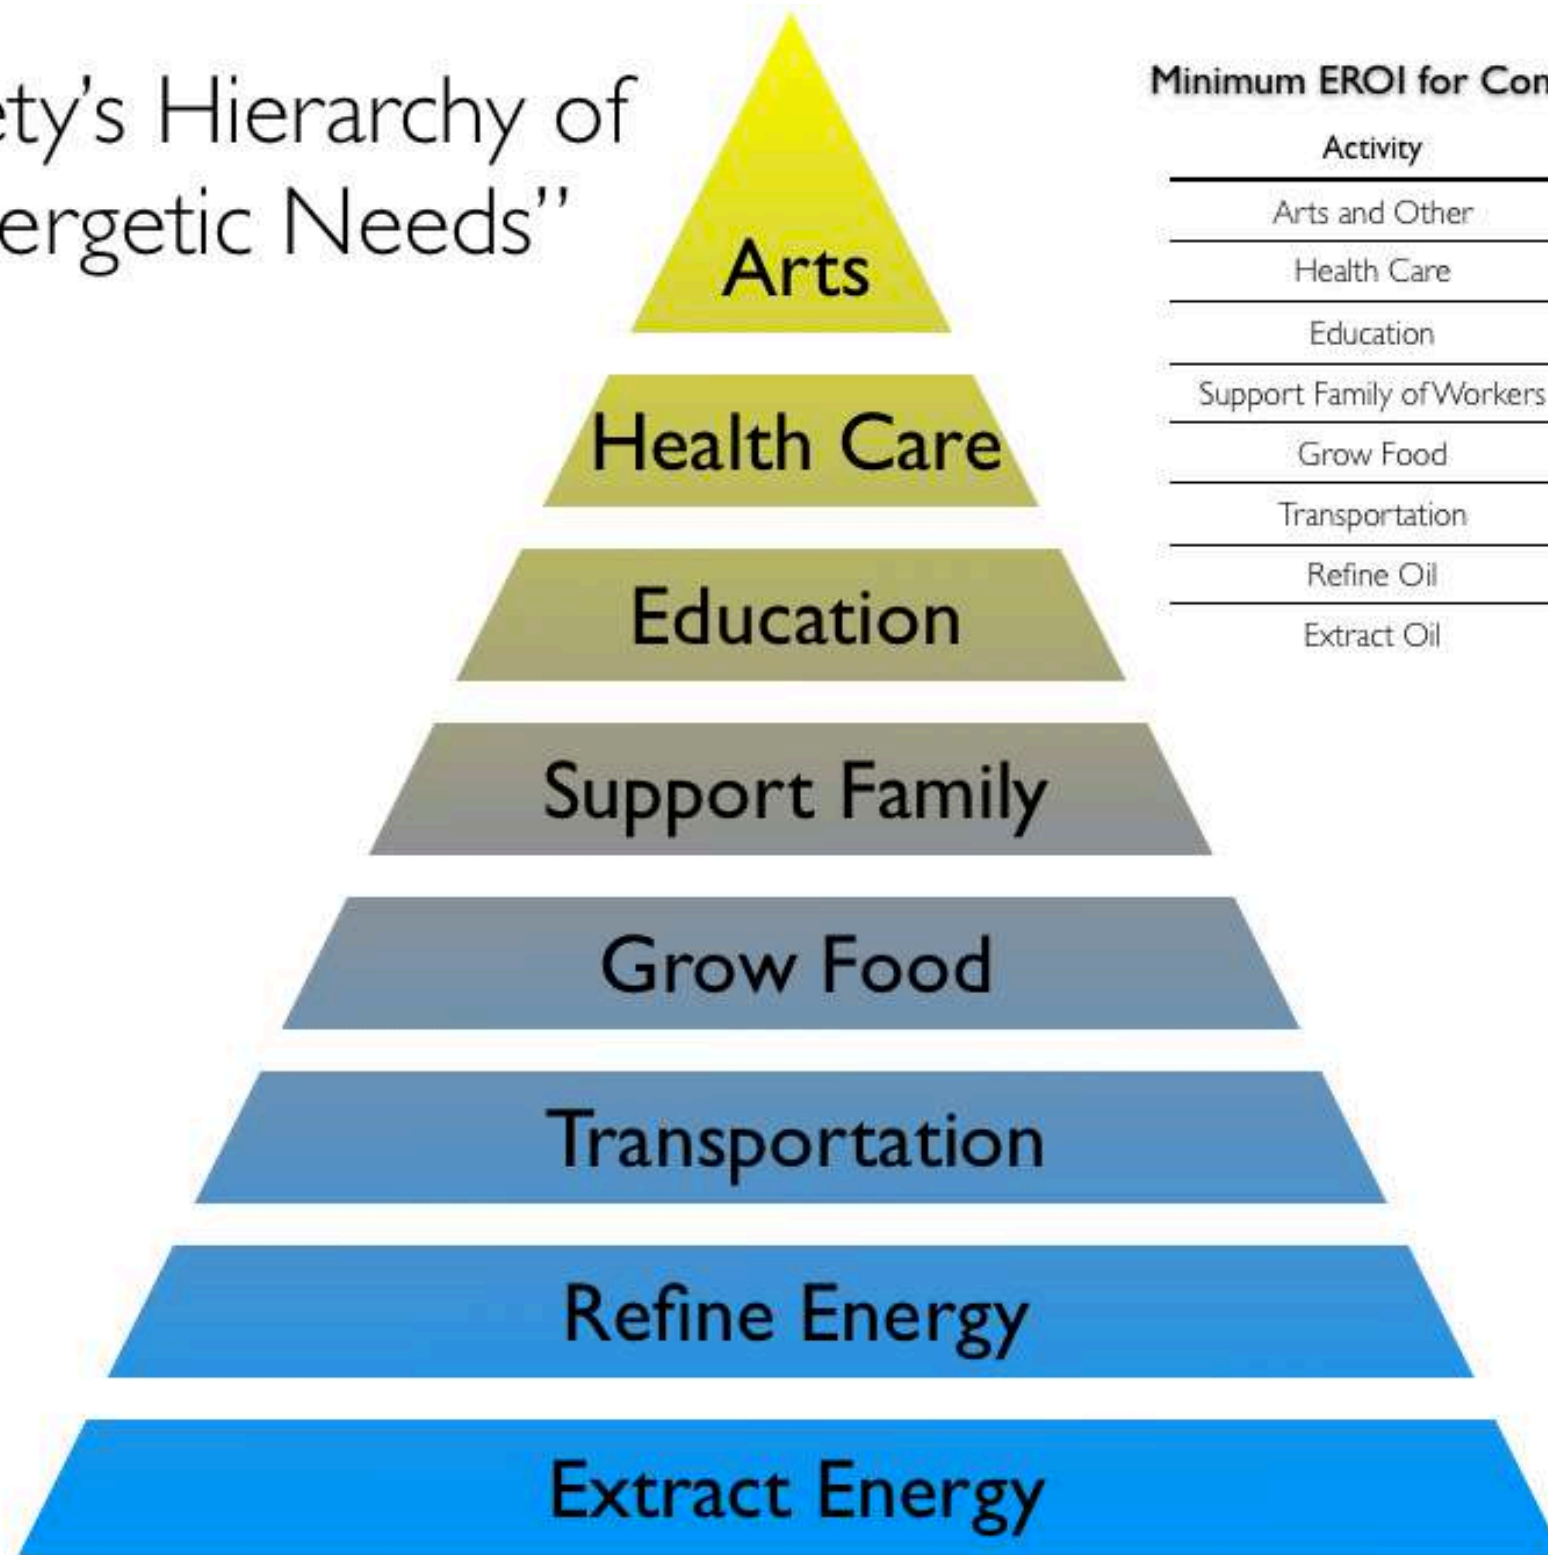 ety's Hierarchy of
ergetic Needs”
Arts
Health Care
Education
Support Family
Grow Food
Transportation
Refine Energy
Extract Energy
Minimum EROI for Con
Activity
Arts and Other
Health Care
Education
Support Family of Workers
Grow Food
Transportation
Refine Oil
Extract Oil